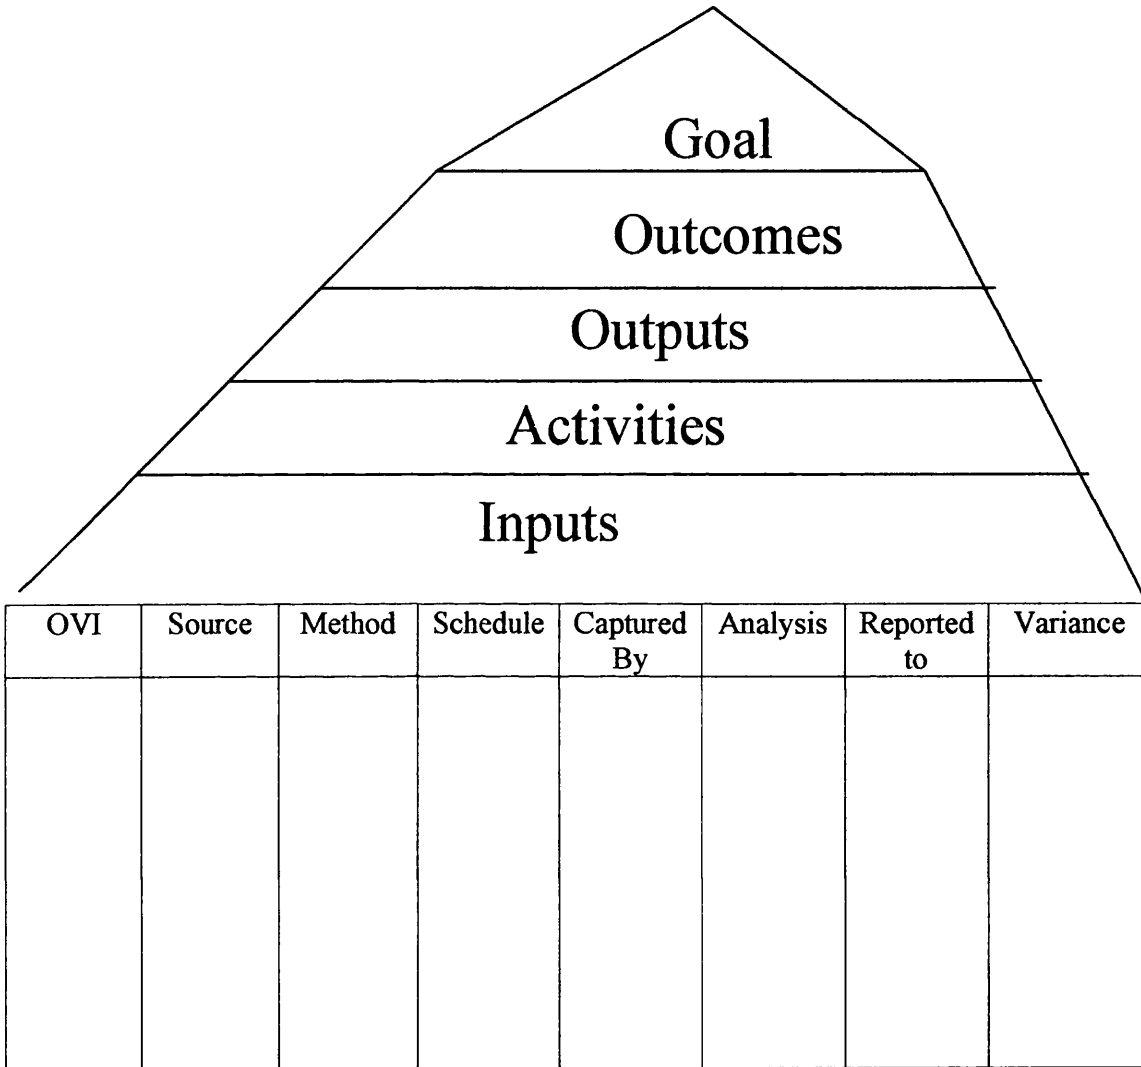 Goal
Outcomes
Outputs
Activities
Inputs
OVI Source Method Schedule Captured By Analysis Reported to Variance